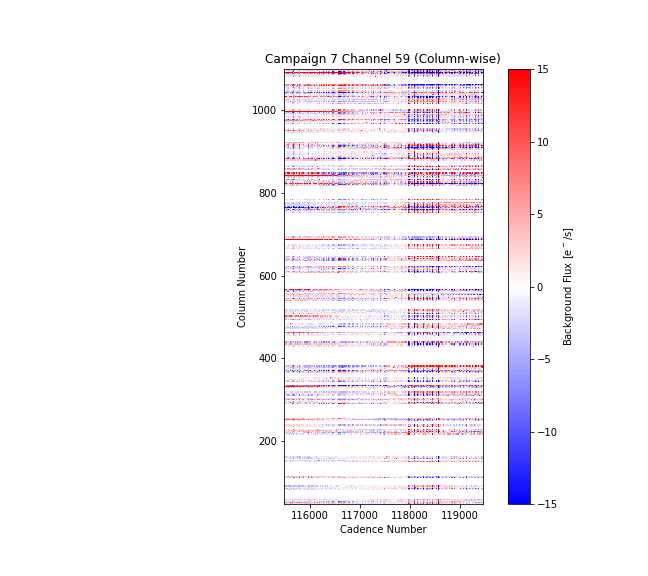 Campaign 7 Channel 59 (Column-wise)
Column Number
1000
800
600
400
200
116000 117000 118000 119000
Cadence Number
15
10
5
0
−5
−10
−15
Background Flux [e⁻/s]